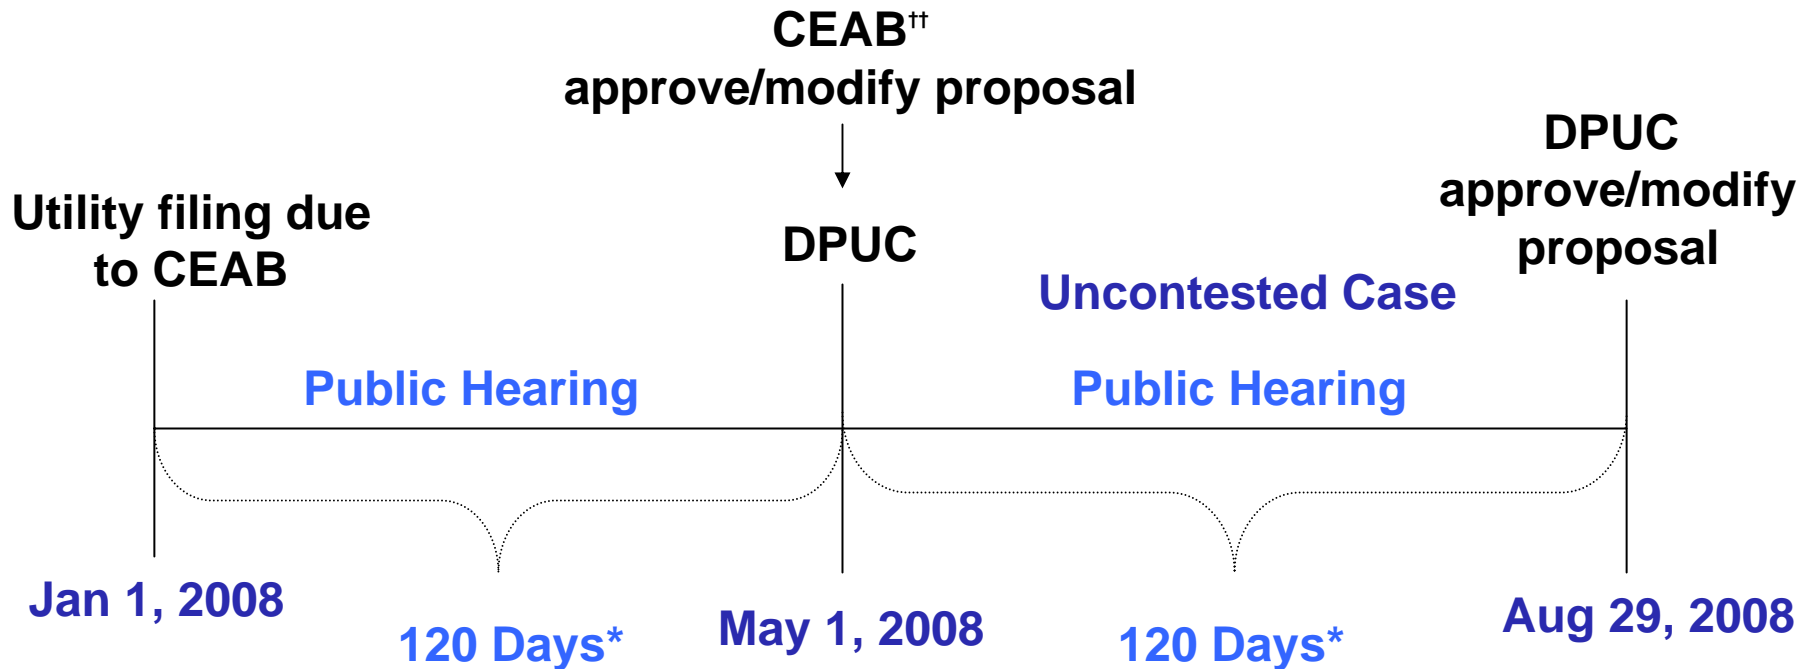 CEAB††
approve/modify proposal
DPUC
approve/modify
proposal
Utility filing due
to CEAB
DPUC
Uncontested Case
Public Hearing
Public Hearing
Jan 1, 2008
120 Days*
May 1, 2008
120 Days*
Aug 29, 2008